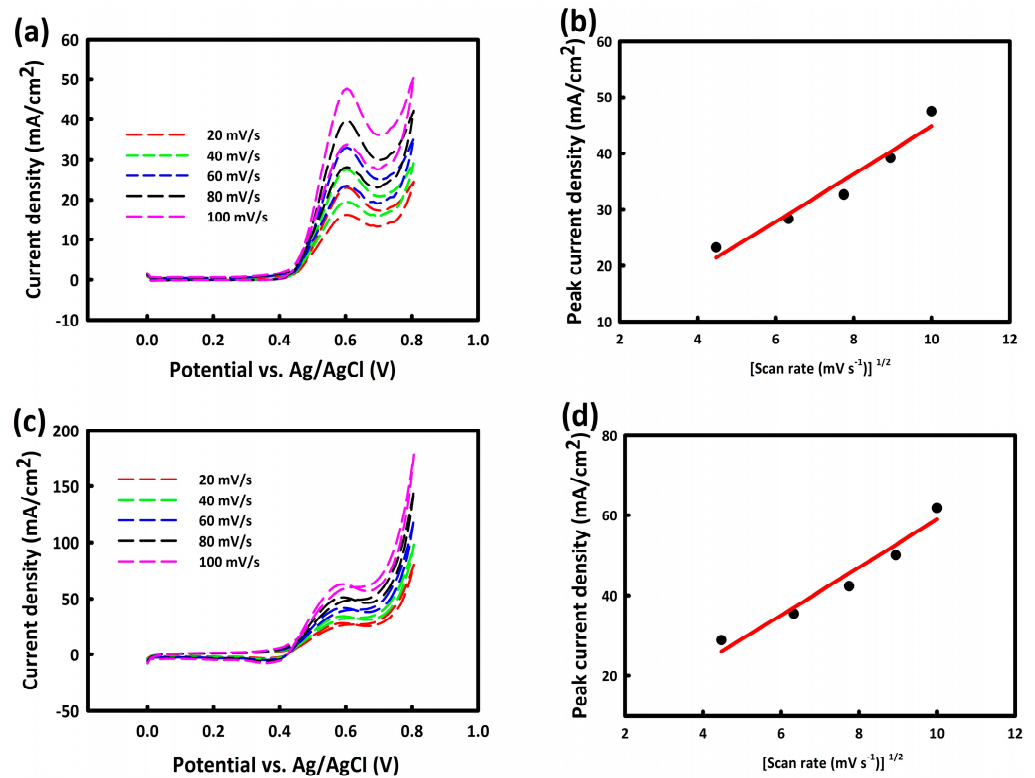 (a)
60
50
40
30
20
10
0
-10
Current density (mA/cm²)
20 mV/s
40 mV/s
60 mV/s
80 mV/s
100 mV/s
0.0 0.2 0.4 0.6 0.8 1.0
Potential vs. Ag/AgCl (V)
(b)
60
50
40
30
20
10
Peak current density (mA/cm²)
2 4 6 8 10 12
[Scan rate (mV s⁻¹)] ¹/²
(c)
200
150
100
50
0
-50
Current density (mA/cm²)
20 mV/s
40 mV/s
60 mV/s
80 mV/s
100 mV/s
0.0 0.2 0.4 0.6 0.8 1.0
Potential vs. Ag/AgCl (V)
(d)
80
60
40
20
Peak current density (mA/cm²)
2 4 6 8 10 12
[Scan rate (mV s⁻¹)] ¹/²